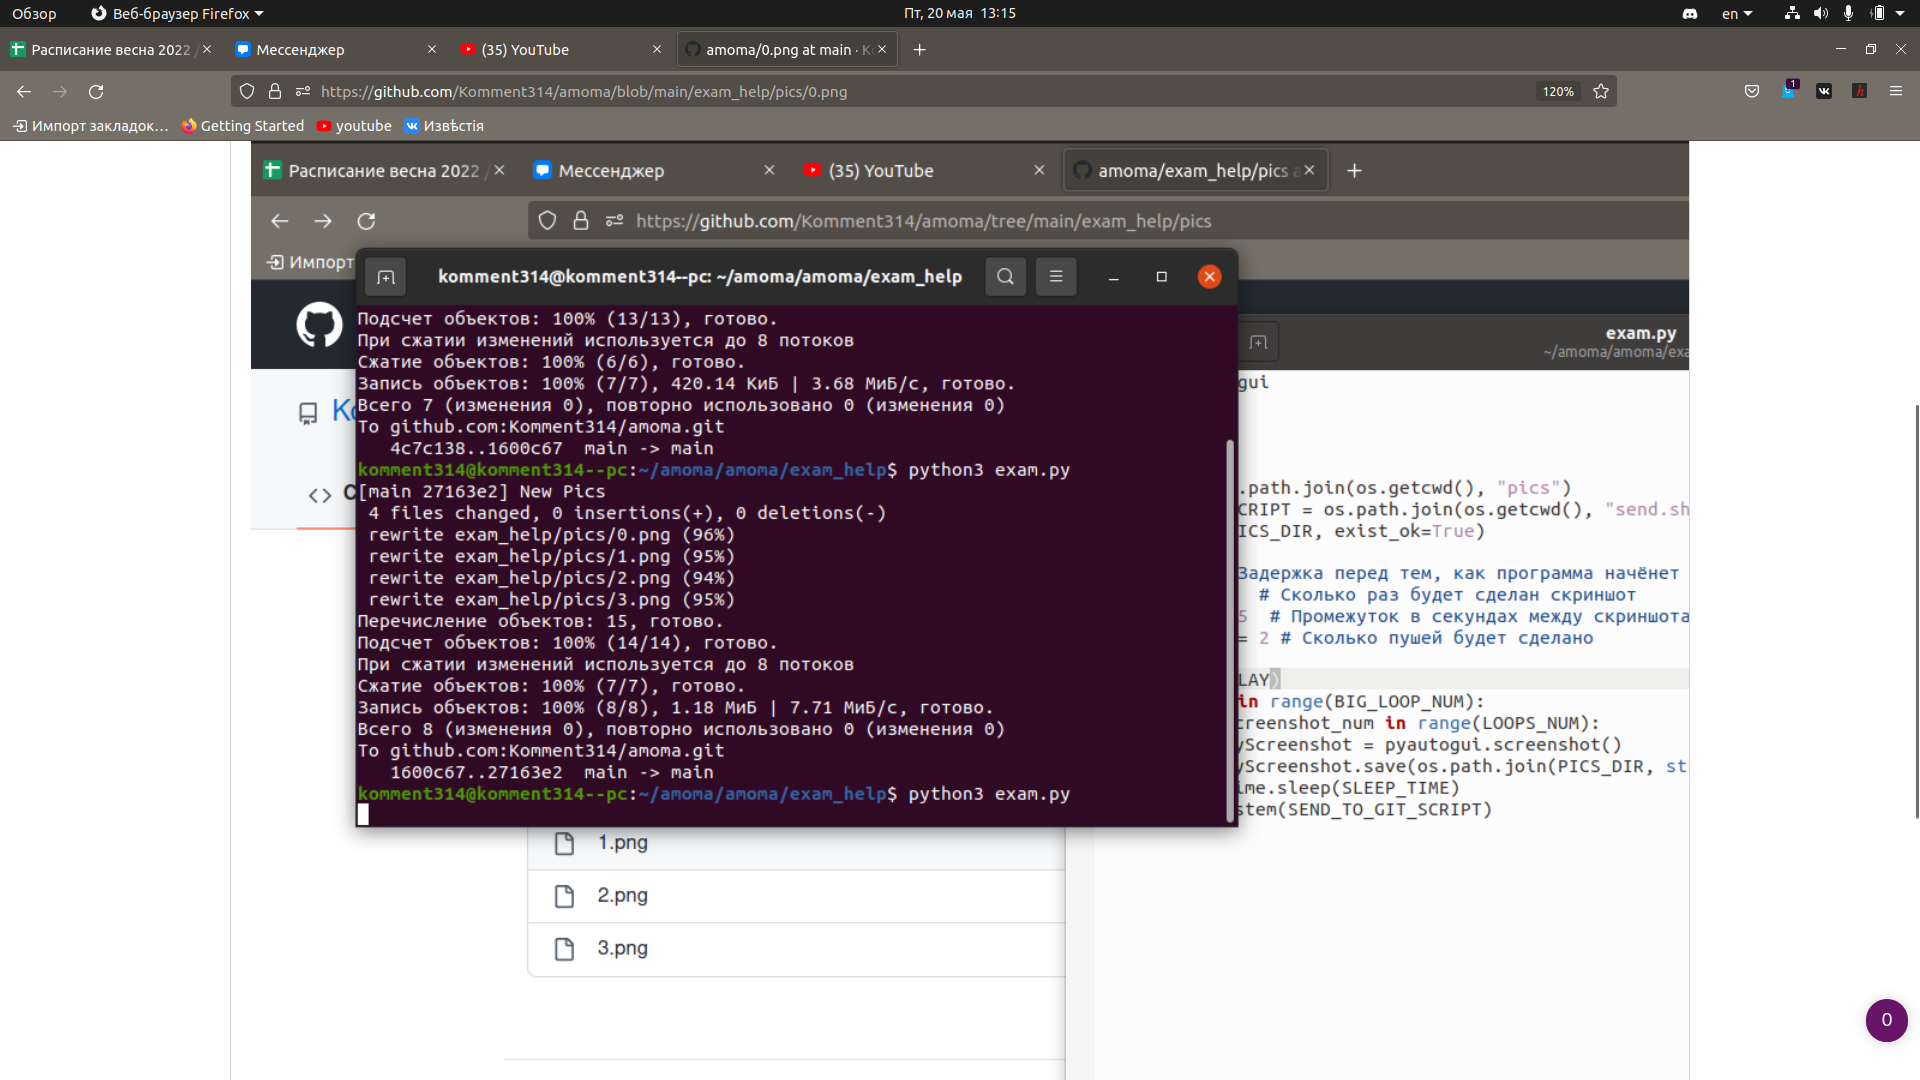 Обзор
Веб-браузер Firefox
Пт, 20 мая 13:15
en
Расписание весна 2022 /
Мессенджер
(35) YouTube
amoma/0.png at main · K
https://github.com/Komment314/amoma/blob/main/exam_help/pics/0.png
120%
1
Импорт закладок…
Getting Started
youtube
Извѣстія
Расписание весна 2022 /
Мессенджер
(35) YouTube
amoma/exam_help/pics a
https://github.com/Komment314/amoma/tree/main/exam_help/pics
Импорт
komment314@komment314--pc: ~/amoma/amoma/exam_help
Подсчет объектов: 100% (13/13), готово.
При сжатии изменений используется до 8 потоков
Сжатие объектов: 100% (6/6), готово.
Запись объектов: 100% (7/7), 420.14 КиБ | 3.68 МиБ/с, готово.
Всего 7 (изменения 0), повторно использовано 0 (изменения 0)
To github.com:Komment314/amoma.git
4c7c138..1600c67 main -> main
komment314@komment314--pc:~/amoma/amoma/exam_help$ python3 exam.py
[main 27163e2] New Pics
4 files changed, 0 insertions(+), 0 deletions(-)
rewrite exam_help/pics/0.png (96%)
rewrite exam_help/pics/1.png (95%)
rewrite exam_help/pics/2.png (94%)
rewrite exam_help/pics/3.png (95%)
Перечисление объектов: 15, готово.
Подсчет объектов: 100% (14/14), готово.
При сжатии изменений используется до 8 потоков
Сжатие объектов: 100% (7/7), готово.
Запись объектов: 100% (8/8), 1.18 МиБ | 7.71 МиБ/с, готово.
Всего 8 (изменения 0), повторно использовано 0 (изменения 0)
To github.com:Komment314/amoma.git
1600c67..27163e2 main -> main
komment314@komment314--pc:~/amoma/amoma/exam_help$ python3 exam.py
exam.py
~/amoma/amoma/exa
gui
.path.join(os.getcwd(), "pics")
CRIPT = os.path.join(os.getcwd(), "send.sh
ICS_DIR, exist_ok=True)
Задержка перед тем, как программа начнёт
# Сколько раз будет сделан скриншот
5 # Промежуток в секундах между скриншота
= 2 # Сколько пушей будет сделано
LAY)
in range(BIG_LOOP_NUM):
creenshot_num in range(LOOPS_NUM):
yScreenshot = pyautogui.screenshot()
yScreenshot.save(os.path.join(PICS_DIR, st
ime.sleep(SLEEP_TIME)
stem(SEND_TO_GIT_SCRIPT)
1.png
2.png
3.png
0